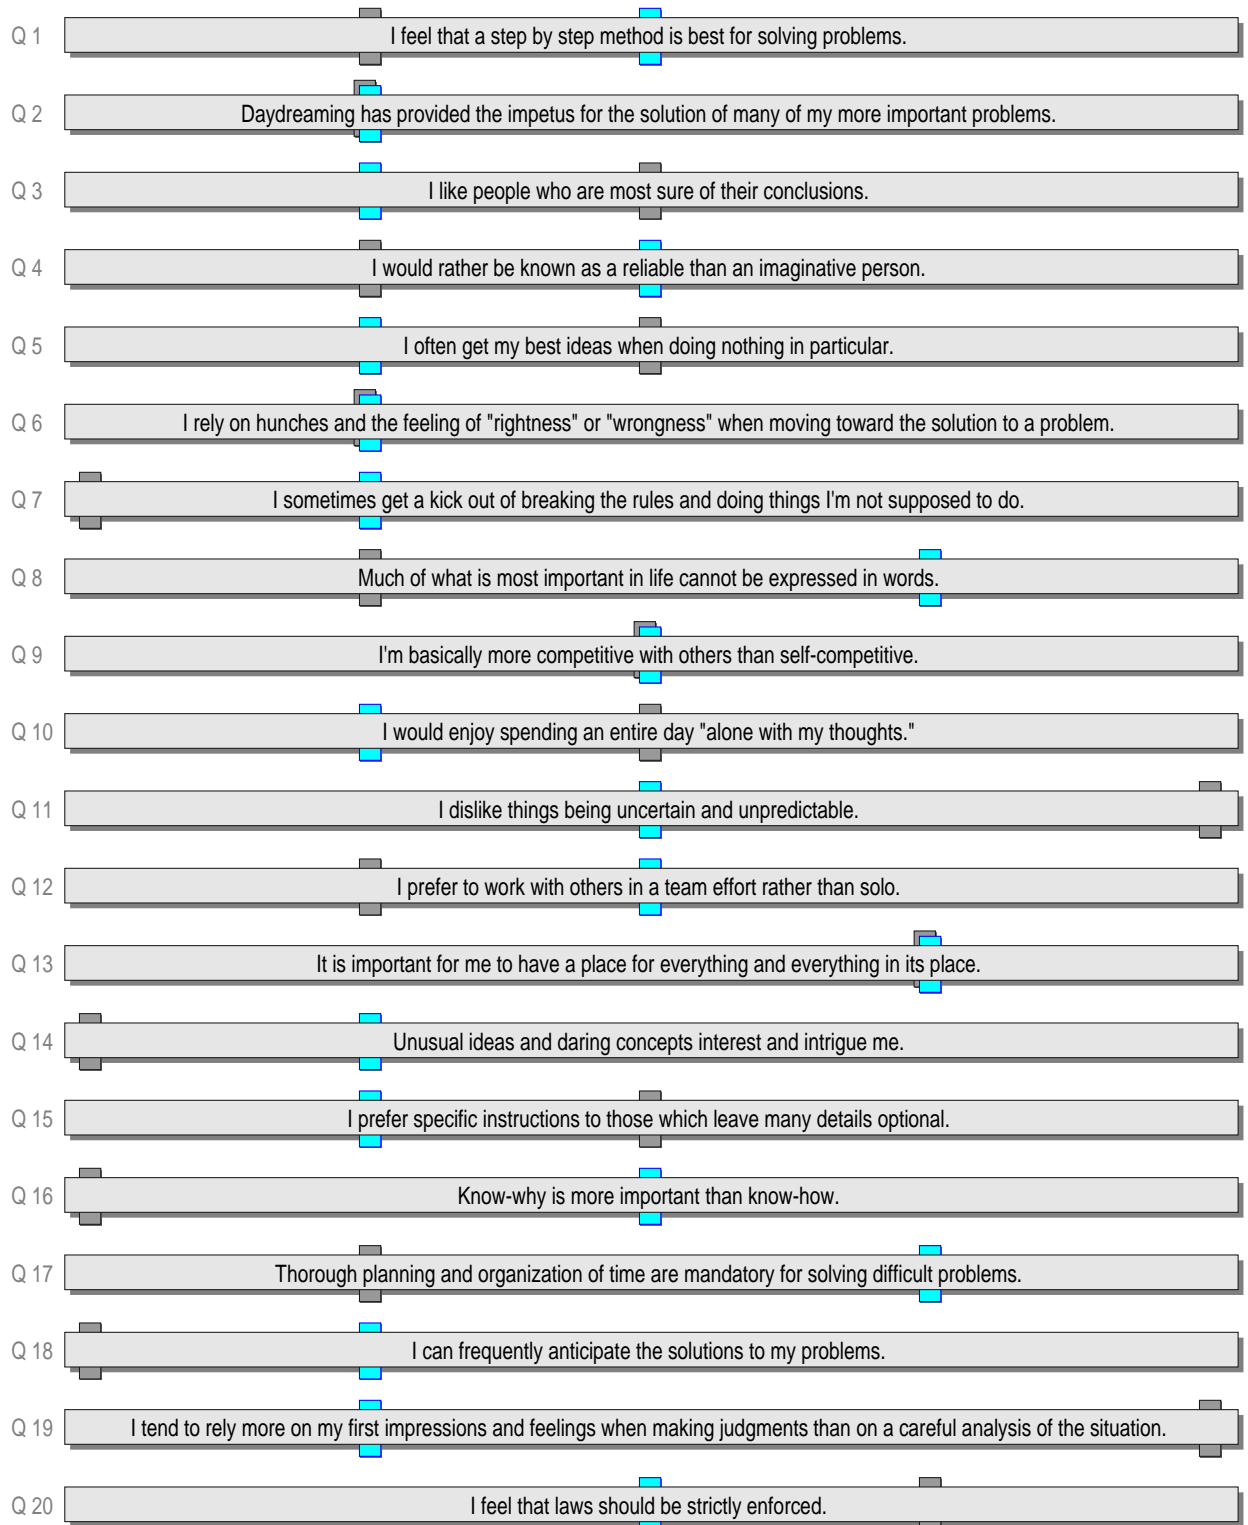 Q 1 I feel that a step by step method is best for solving problems.
Q 2 Daydreaming has provided the impetus for the solution of many of my more important problems.
Q 3 I like people who are most sure of their conclusions.
Q 4 I would rather be known as a reliable than an imaginative person.
Q 5 I often get my best ideas when doing nothing in particular.
Q 6 I rely on hunches and the feeling of "rightness" or "wrongness" when moving toward the solution to a problem.
Q 7 I sometimes get a kick out of breaking the rules and doing things I'm not supposed to do.
Q 8 Much of what is most important in life cannot be expressed in words.
Q 9 I'm basically more competitive with others than self-competitive.
Q 10 I would enjoy spending an entire day "alone with my thoughts."
Q 11 I dislike things being uncertain and unpredictable.
Q 12 I prefer to work with others in a team effort rather than solo.
Q 13 It is important for me to have a place for everything and everything in its place.
Q 14 Unusual ideas and daring concepts interest and intrigue me.
Q 15 I prefer specific instructions to those which leave many details optional.
Q 16 Know-why is more important than know-how.
Q 17 Thorough planning and organization of time are mandatory for solving difficult problems.
Q 18 I can frequently anticipate the solutions to my problems.
Q 19 I tend to rely more on my first impressions and feelings when making judgments than on a careful analysis of the situation.
Q 20 I feel that laws should be strictly enforced.